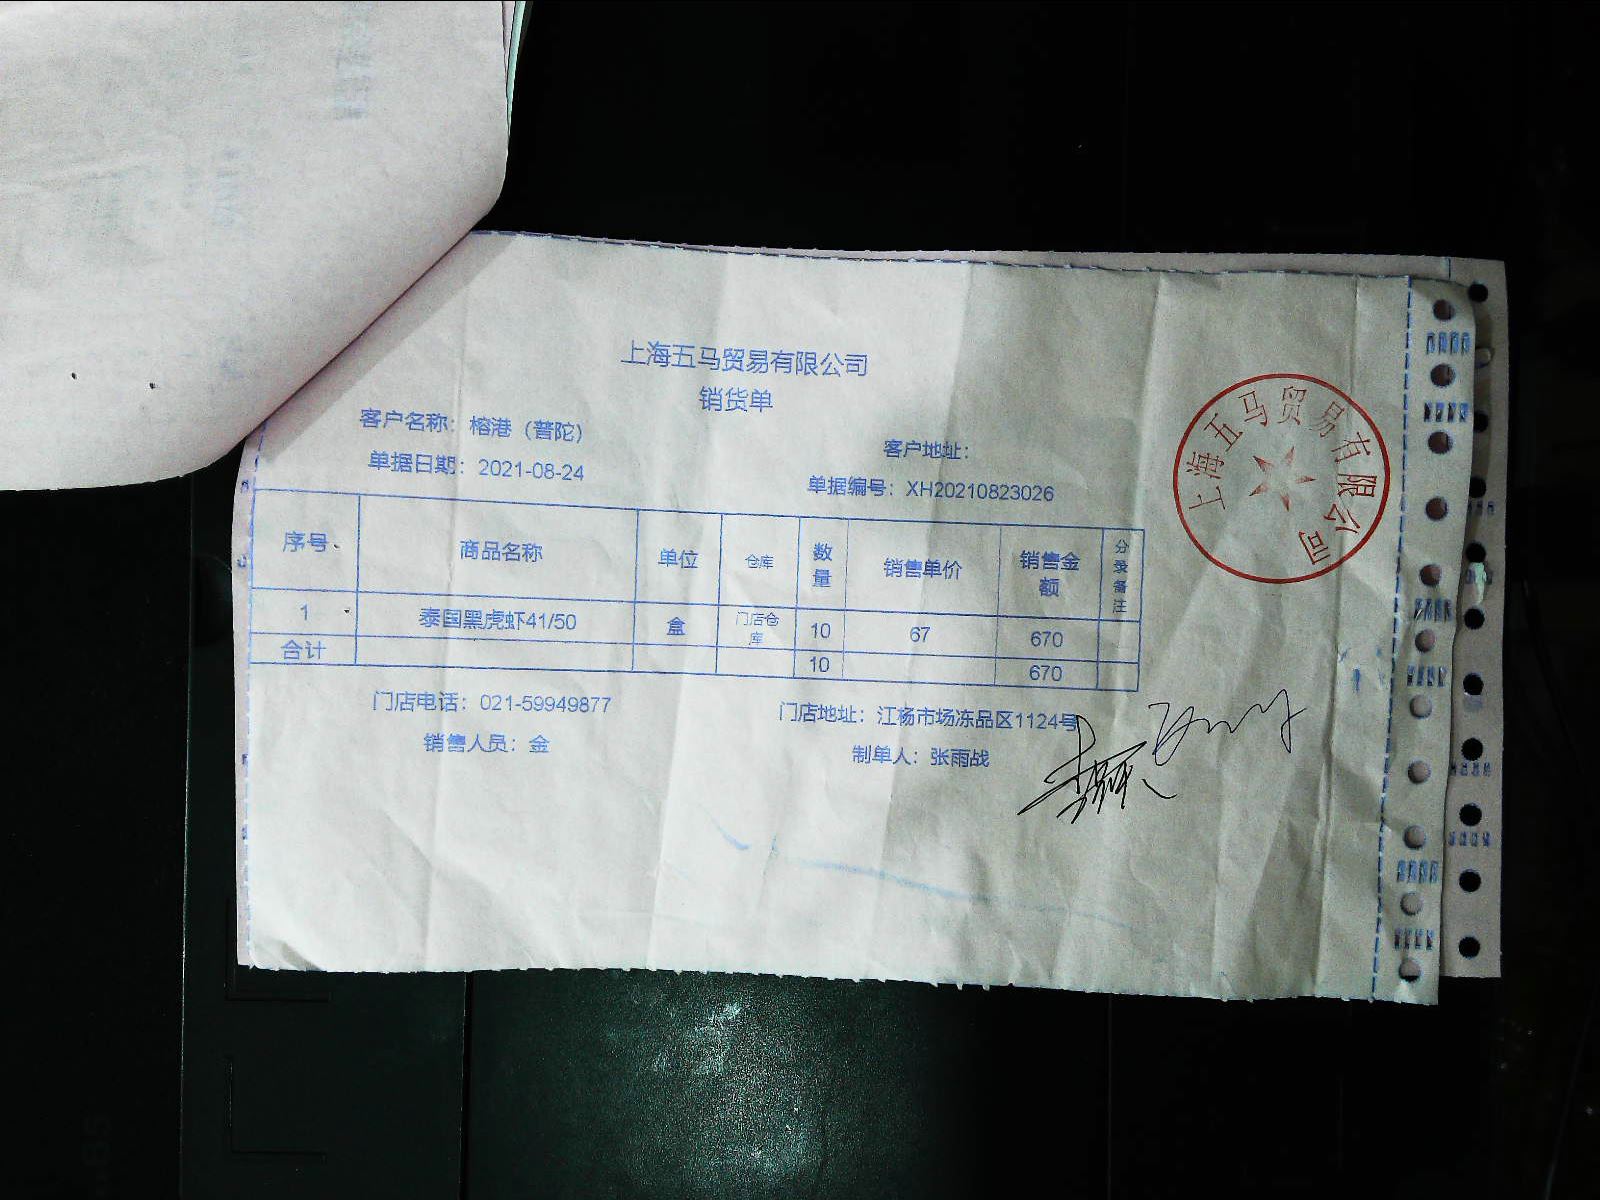 上海五马贸易有限公司
销货单
客户名称：榕港（普陀）
客户地址：
单据日期：2021-08-24
单据编号：XH20210823026
序号 商品名称 单位 仓库 数量 销售单价 销售金额 分录备注
1 泰国黑虎虾41/50 盒 门店仓库 10 67 670
合计 10 670
门店电话：021-59949877
门店地址：江杨市场冻品区1124号
销售人员：金
制单人：张雨战
上海五马贸易有限公司